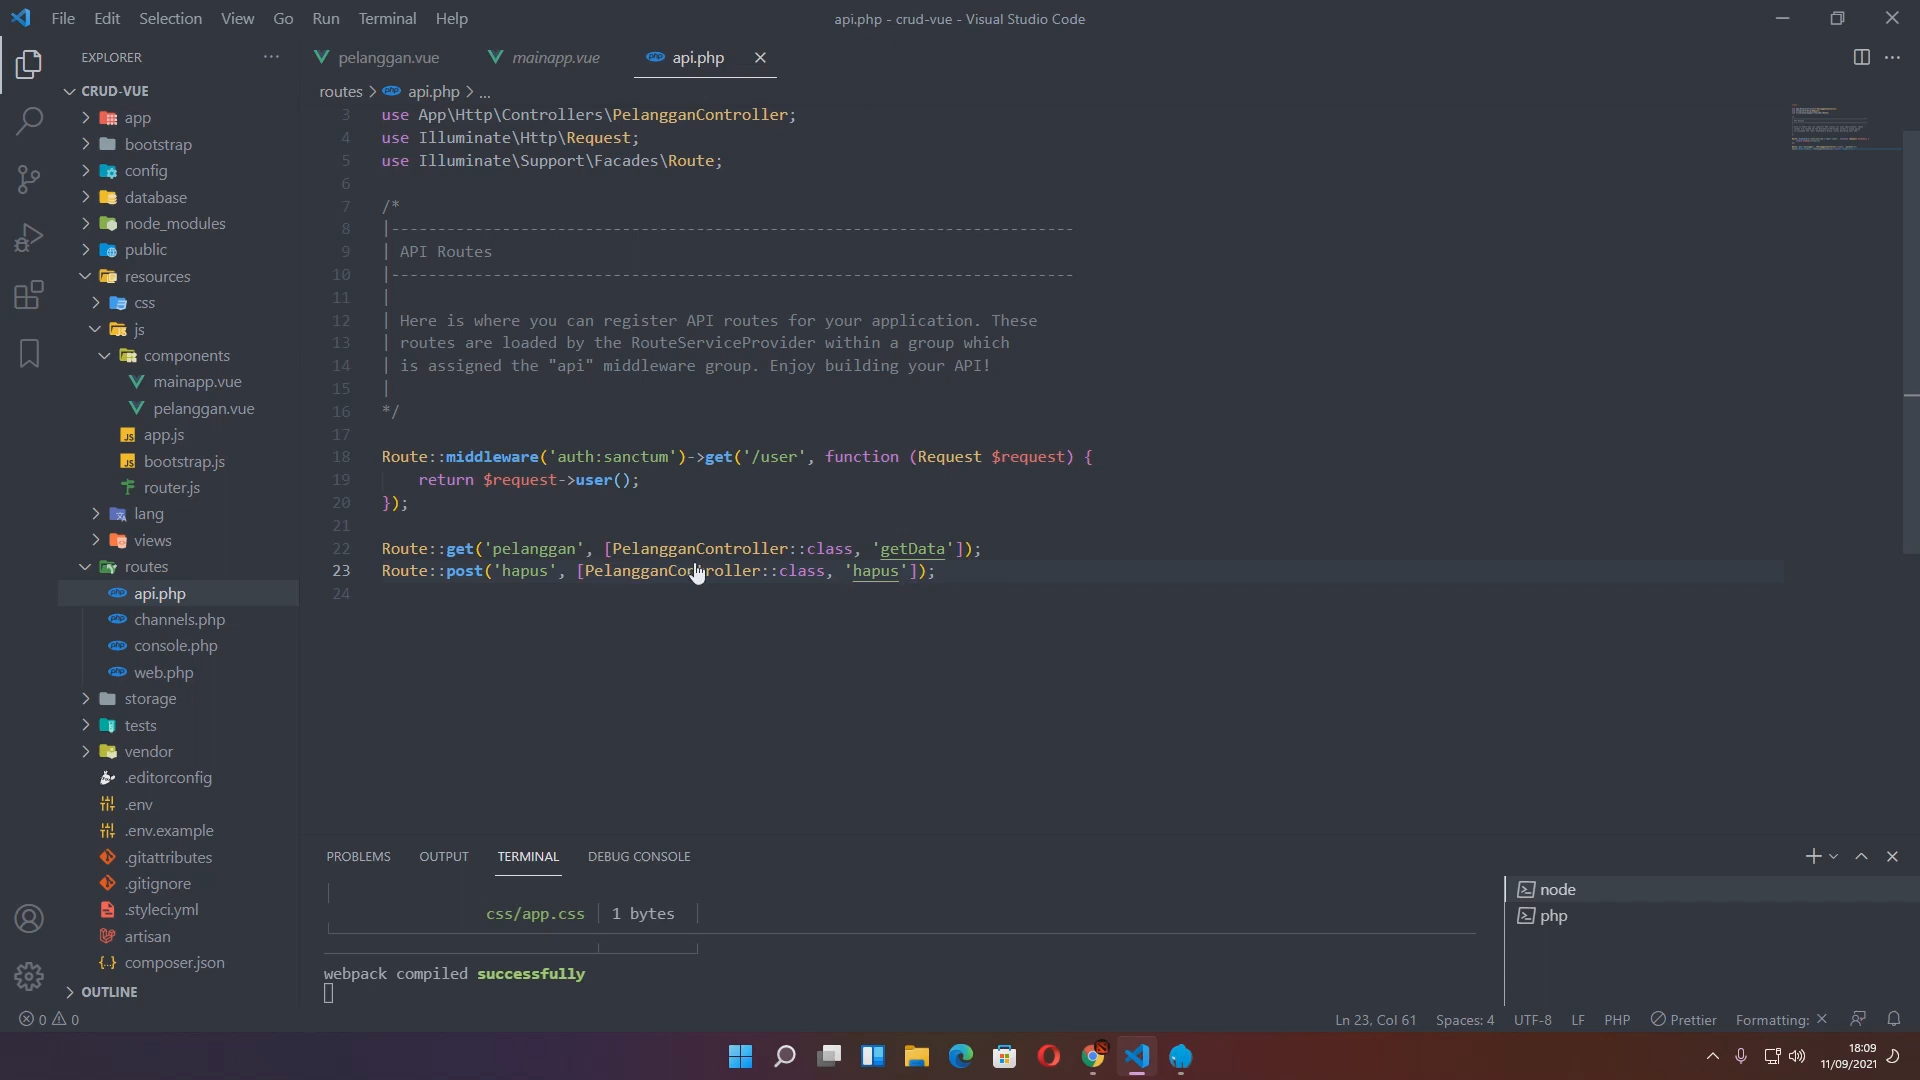 File Edit Selection View Go Run Terminal Help
api.php - crud-vue - Visual Studio Code
EXPLORER
CRUD-VUE
app
bootstrap
config
database
node_modules
public
resources
css
js
components
mainapp.vue
pelanggan.vue
app.js
bootstrap.js
router.js
lang
views
routes
api.php
channels.php
console.php
web.php
storage
tests
vendor
.editorconfig
.env
.env.example
.gitattributes
.gitignore
.styleci.yml
artisan
composer.json
OUTLINE
pelanggan.vue mainapp.vue api.php
routes > api.php > ...
3 use App\Http\Controllers\PelangganController;
4 use Illuminate\Http\Request;
5 use Illuminate\Support\Facades\Route;
6
7 /*
8 |--------------------------------------------------------------------------
9 | API Routes
10 |--------------------------------------------------------------------------
11 |
12 | Here is where you can register API routes for your application. These
13 | routes are loaded by the RouteServiceProvider within a group which
14 | is assigned the "api" middleware group. Enjoy building your API!
15 |
16 */
17
18 Route::middleware('auth:sanctum')->get('/user', function (Request $request) {
19 return $request->user();
20 });
21
22 Route::get('pelanggan', [PelangganController::class, 'getData']);
23 Route::post('hapus', [PelangganController::class, 'hapus']);
24
PROBLEMS OUTPUT TERMINAL DEBUG CONSOLE
css/app.css | 1 bytes |
webpack compiled successfully
node
php
0 0
Ln 23, Col 61 Spaces: 4 UTF-8 LF PHP Prettier Formatting: ×
18:09
11/09/2021